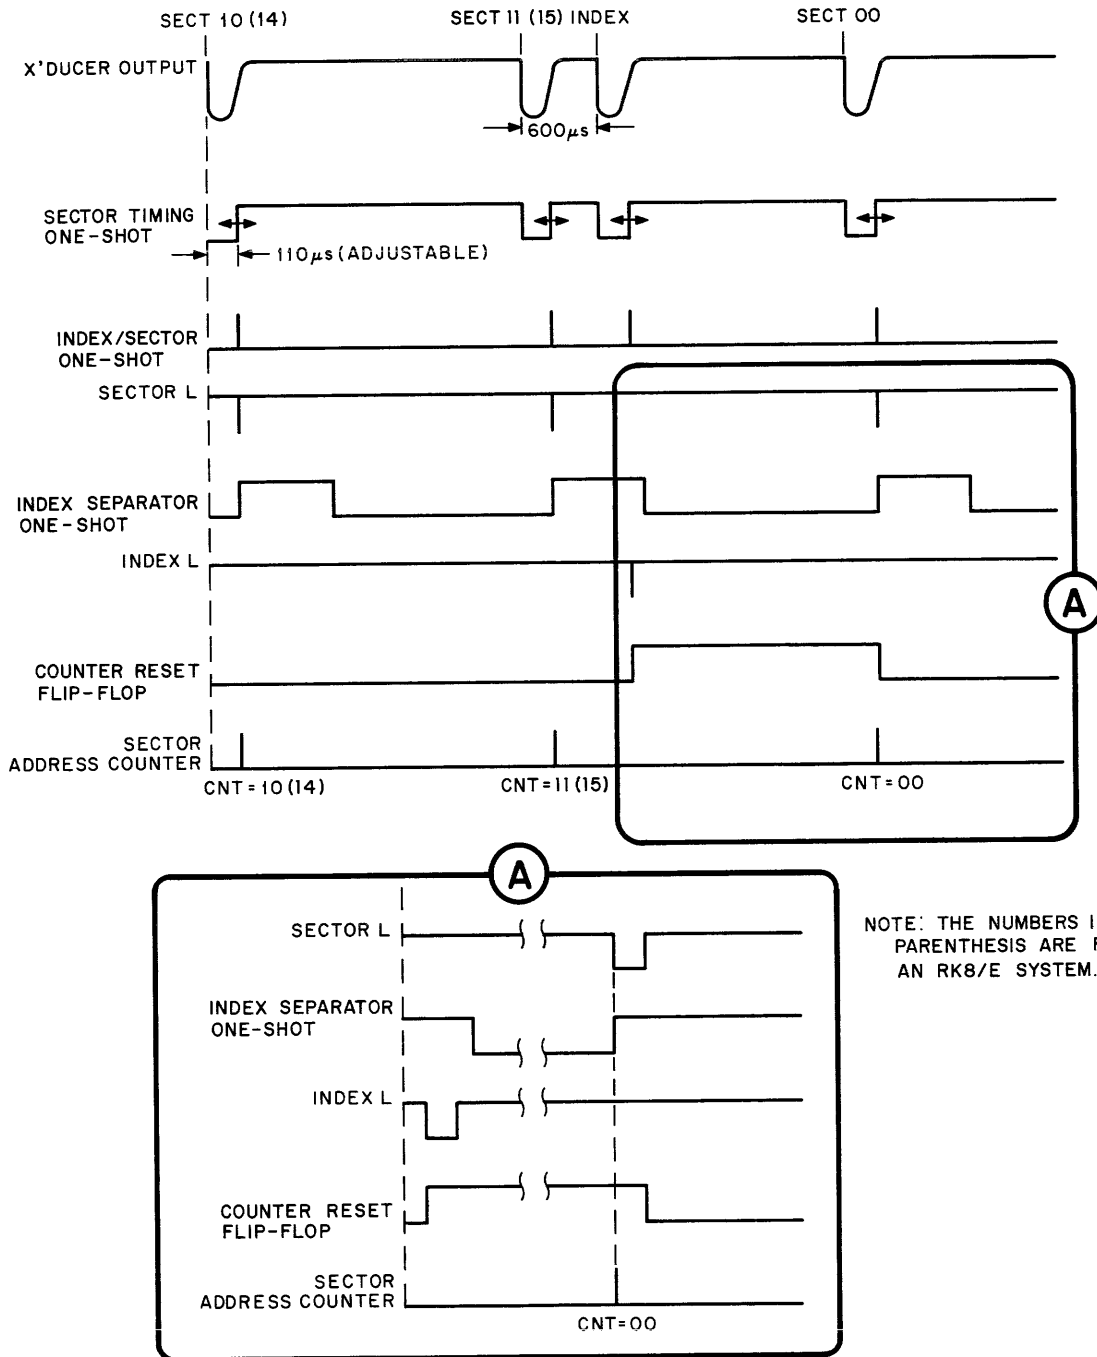 SECT 10 (14)
SECT 11 (15) INDEX
SECT 00
X'DUCER OUTPUT
600µs
SECTOR TIMING
ONE-SHOT
110µs (ADJUSTABLE)
INDEX/SECTOR
ONE-SHOT
SECTOR L
INDEX SEPARATOR
ONE-SHOT
INDEX L
A
COUNTER RESET
FLIP-FLOP
SECTOR
ADDRESS COUNTER
CNT=10 (14)
CNT=11 (15)
CNT=00
A
SECTOR L
NOTE: THE NUMBERS I
PARENTHESIS ARE
AN RK8/E SYSTEM.
INDEX SEPARATOR
ONE-SHOT
INDEX L
COUNTER RESET
FLIP-FLOP
SECTOR
ADDRESS COUNTER
CNT=00